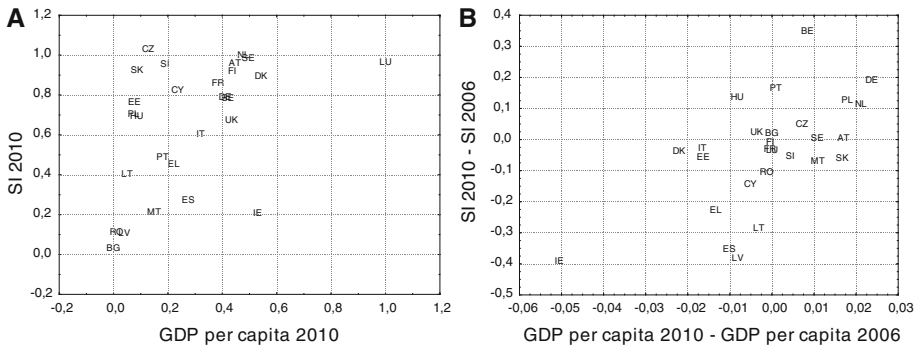 A
1,2
1,0
0,8
0,6
0,4
0,2
0,0
-0,2
SI 2010
CZ
NL
SE
SI
AT
LU
SK
FI
DK
FR
CY
EE
HU
UK
IT
PT
EL
LT
ES
MT
IE
LV
BG
-0,2 0,0 0,2 0,4 0,6 0,8 1,0 1,2
GDP per capita 2010
B
0,4
0,3
0,2
0,1
0,0
-0,1
-0,2
-0,3
-0,4
-0,5
SI 2010 - SI 2006
BE
DE
PT
HU
PL
NL
CZ
UK
BG
SE
AT
DK
IT
EE
SI
SK
MT
RO
CY
EL
LT
ES
LV
IE
-0,06 -0,05 -0,04 -0,03 -0,02 -0,01 0,00 0,01 0,02 0,03
GDP per capita 2010 - GDP per capita 2006